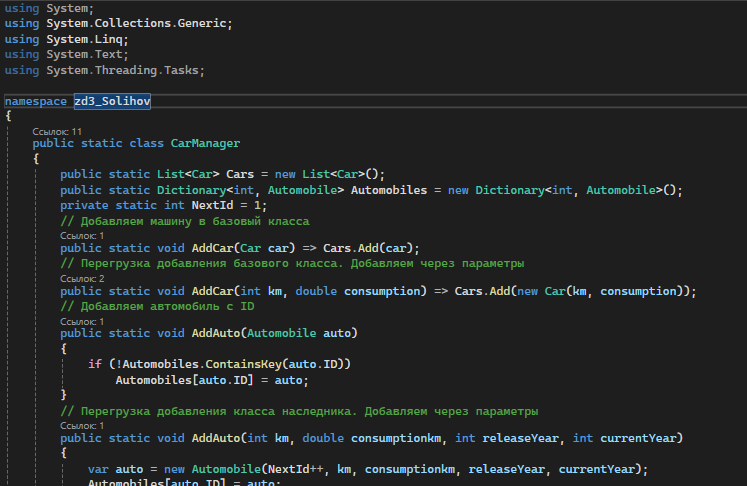 using System;
using System.Collections.Generic;
using System.Linq;
using System.Text;
using System.Threading.Tasks;
namespace zd3_Solihov
{
Ссылок: 11
public static class CarManager
{
public static List<Car> Cars = new List<Car>();
public static Dictionary<int, Automobile> Automobiles = new Dictionary<int, Automobile>();
private static int NextId = 1;
// Добавляем машину в базовый класса
Ссылок: 1
public static void AddCar(Car car) => Cars.Add(car);
// Перегрузка добавления базового класса. Добавляем через параметры
Ссылок: 2
public static void AddCar(int km, double consumption) => Cars.Add(new Car(km, consumption));
// Добавляем автомобиль с ID
Ссылок: 1
public static void AddAuto(Automobile auto)
{
if (!Automobiles.ContainsKey(auto.ID))
Automobiles[auto.ID] = auto;
}
// Перегрузка добавления класса наследника. Добавляем через параметры
Ссылок: 1
public static void AddAuto(int km, double consumptionkm, int releaseYear, int currentYear)
{
var auto = new Automobile(NextId++, km, consumptionkm, releaseYear, currentYear);
Automobiles[auto.ID] = auto;